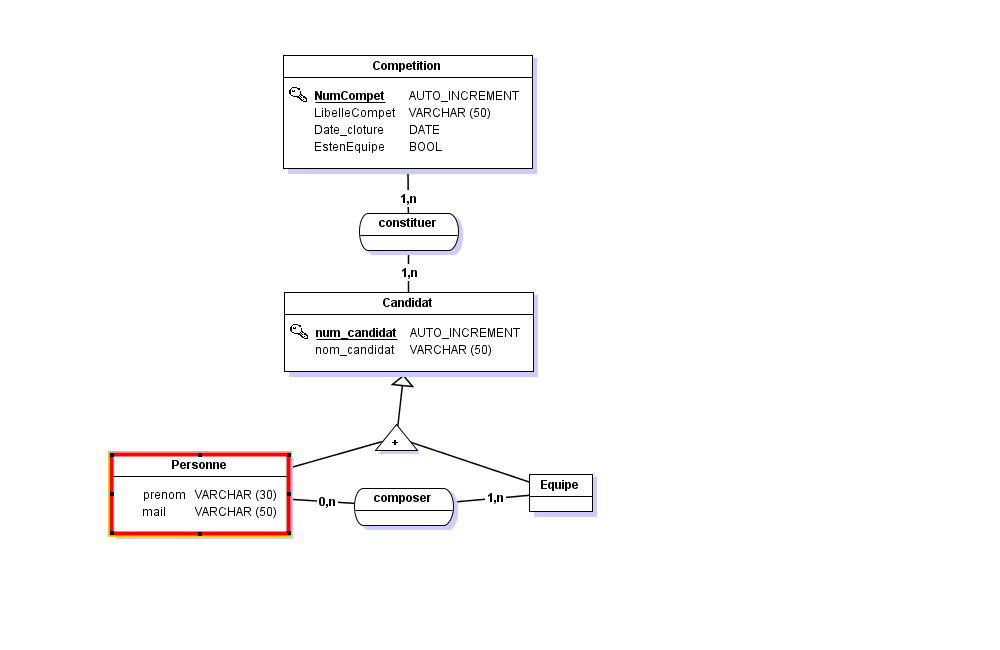 Competition
NumCompet AUTO_INCREMENT
LibelleCompet VARCHAR (50)
Date_cloture DATE
EstenEquipe BOOL
1,n
constituer
1,n
Candidat
num_candidat AUTO_INCREMENT
nom_candidat VARCHAR (50)
+
Personne
prenom VARCHAR (30)
mail VARCHAR (50)
0,n
composer
1,n
Equipe